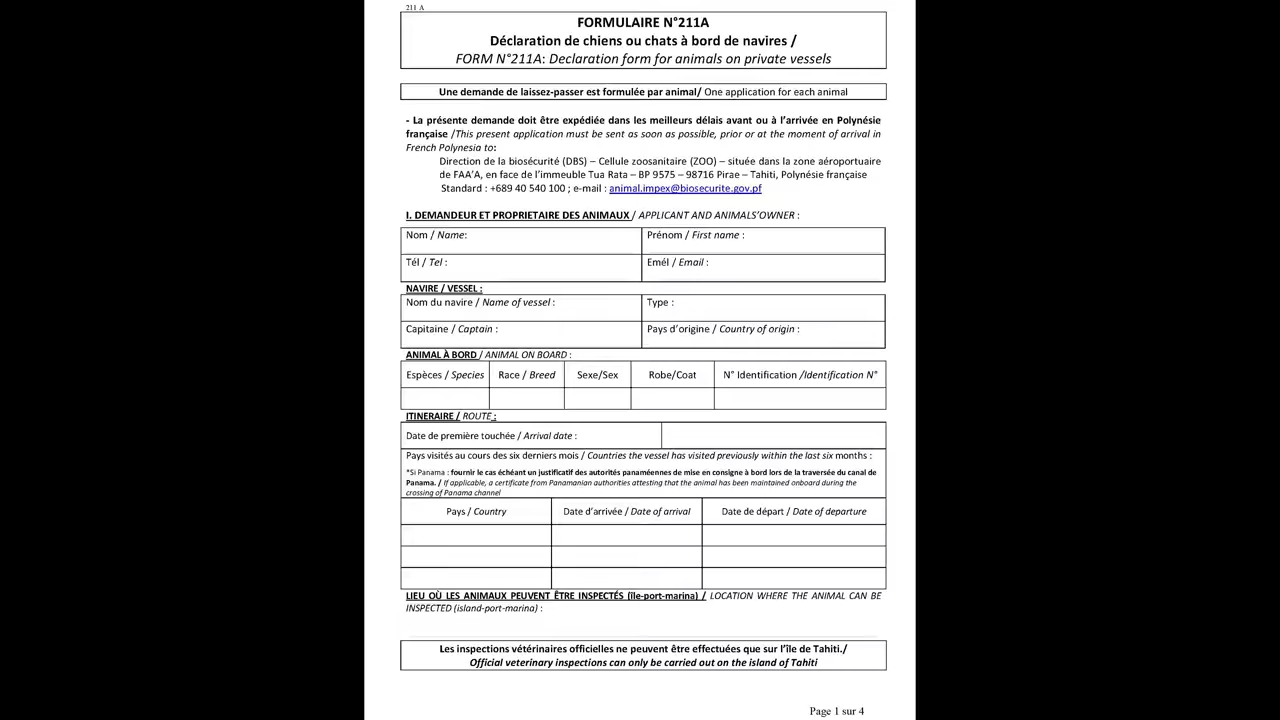 211 A
FORMULAIRE N°211A
Déclaration de chiens ou chats à bord de navires /
FORM N°211A: Declaration form for animals on private vessels
Une demande de laissez-passer est formulée par animal/ One application for each animal
- La présente demande doit être expédiée dans les meilleurs délais avant ou à l'arrivée en Polynésie
française /This present application must be sent as soon as possible, prior or at the moment of arrival in
French Polynesia to:
Direction de la biosécurité (DBS) – Cellule zoosanitaire (ZOO) – située dans la zone aéroportuaire
de FAA'A, en face de l'immeuble Tua Rata – BP 9575 – 98716 Pirae – Tahiti, Polynésie française
Standard : +689 40 540 100 ; e-mail : animal.impex@biosecurite.gov.pf
I. DEMANDEUR ET PROPRIETAIRE DES ANIMAUX / APPLICANT AND ANIMALS'OWNER :
Nom / Name: Prénom / First name :
Tél / Tel : Emél / Email :
NAVIRE / VESSEL :
Nom du navire / Name of vessel : Type :
Capitaine / Captain : Pays d'origine / Country of origin :
ANIMAL À BORD / ANIMAL ON BOARD :
Espèces / Species Race / Breed Sexe/Sex Robe/Coat N° Identification /Identification N°
ITINERAIRE / ROUTE :
Date de première touchée / Arrival date :
Pays visités au cours des six derniers mois / Countries the vessel has visited previously within the last six months :
*Si Panama : fournir le cas échéant un justificatif des autorités panaméennes de mise en consigne à bord lors de la traversée du canal de
Panama. / If applicable, a certificate from Panamanian authorities attesting that the animal has been maintained onboard during the
crossing of Panama channel
Pays / Country Date d'arrivée / Date of arrival Date de départ / Date of departure
LIEU OÙ LES ANIMAUX PEUVENT ÊTRE INSPECTÉS (île-port-marina) / LOCATION WHERE THE ANIMAL CAN BE
INSPECTED (island-port-marina) :
Les inspections vétérinaires officielles ne peuvent être effectuées que sur l'île de Tahiti./
Official veterinary inspections can only be carried out on the island of Tahiti
Page 1 sur 4